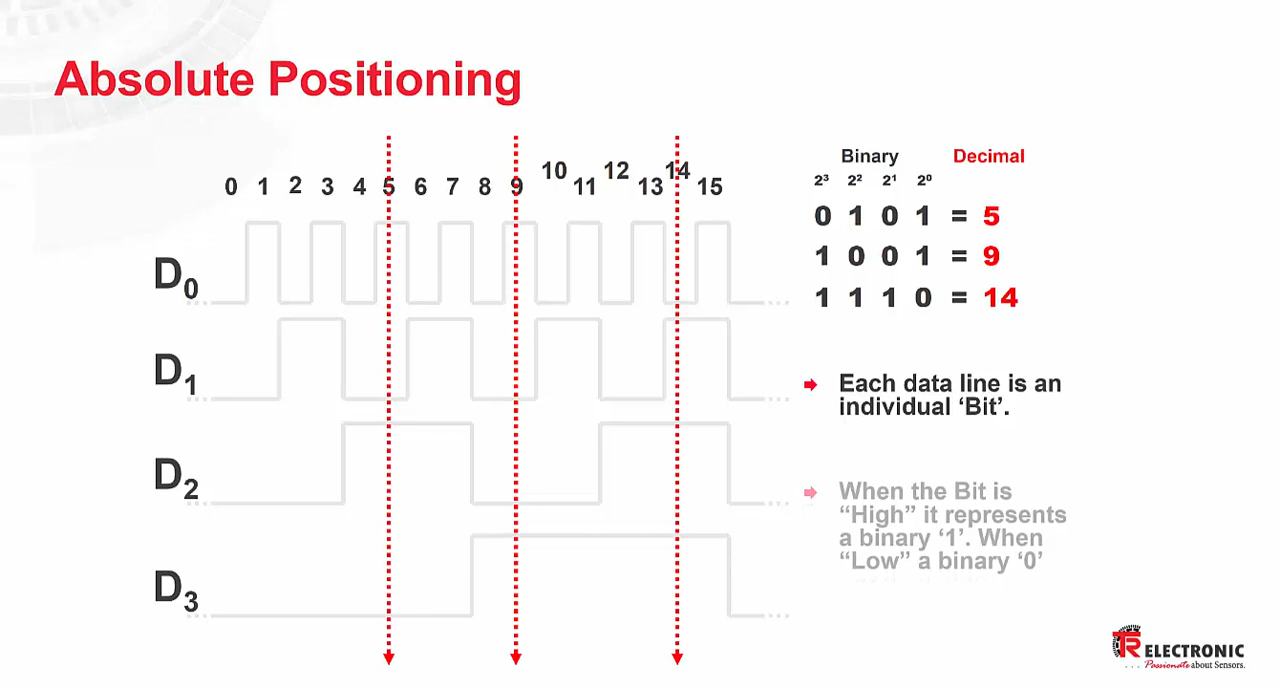 Absolute Positioning
0 1 2 3 4 5 6 7 8 9 10 11 12 13 14 15
D0
D1
D2
D3
Binary Decimal
2³ 2² 2¹ 2⁰
0 1 0 1 = 5
1 0 0 1 = 9
1 1 1 0 = 14
Each data line is an
individual ‘Bit’.
When the Bit is
“High” it represents
a binary ‘1’. When
“Low” a binary ‘0’
TR ELECTRONIC
... Passionate about Sensors.